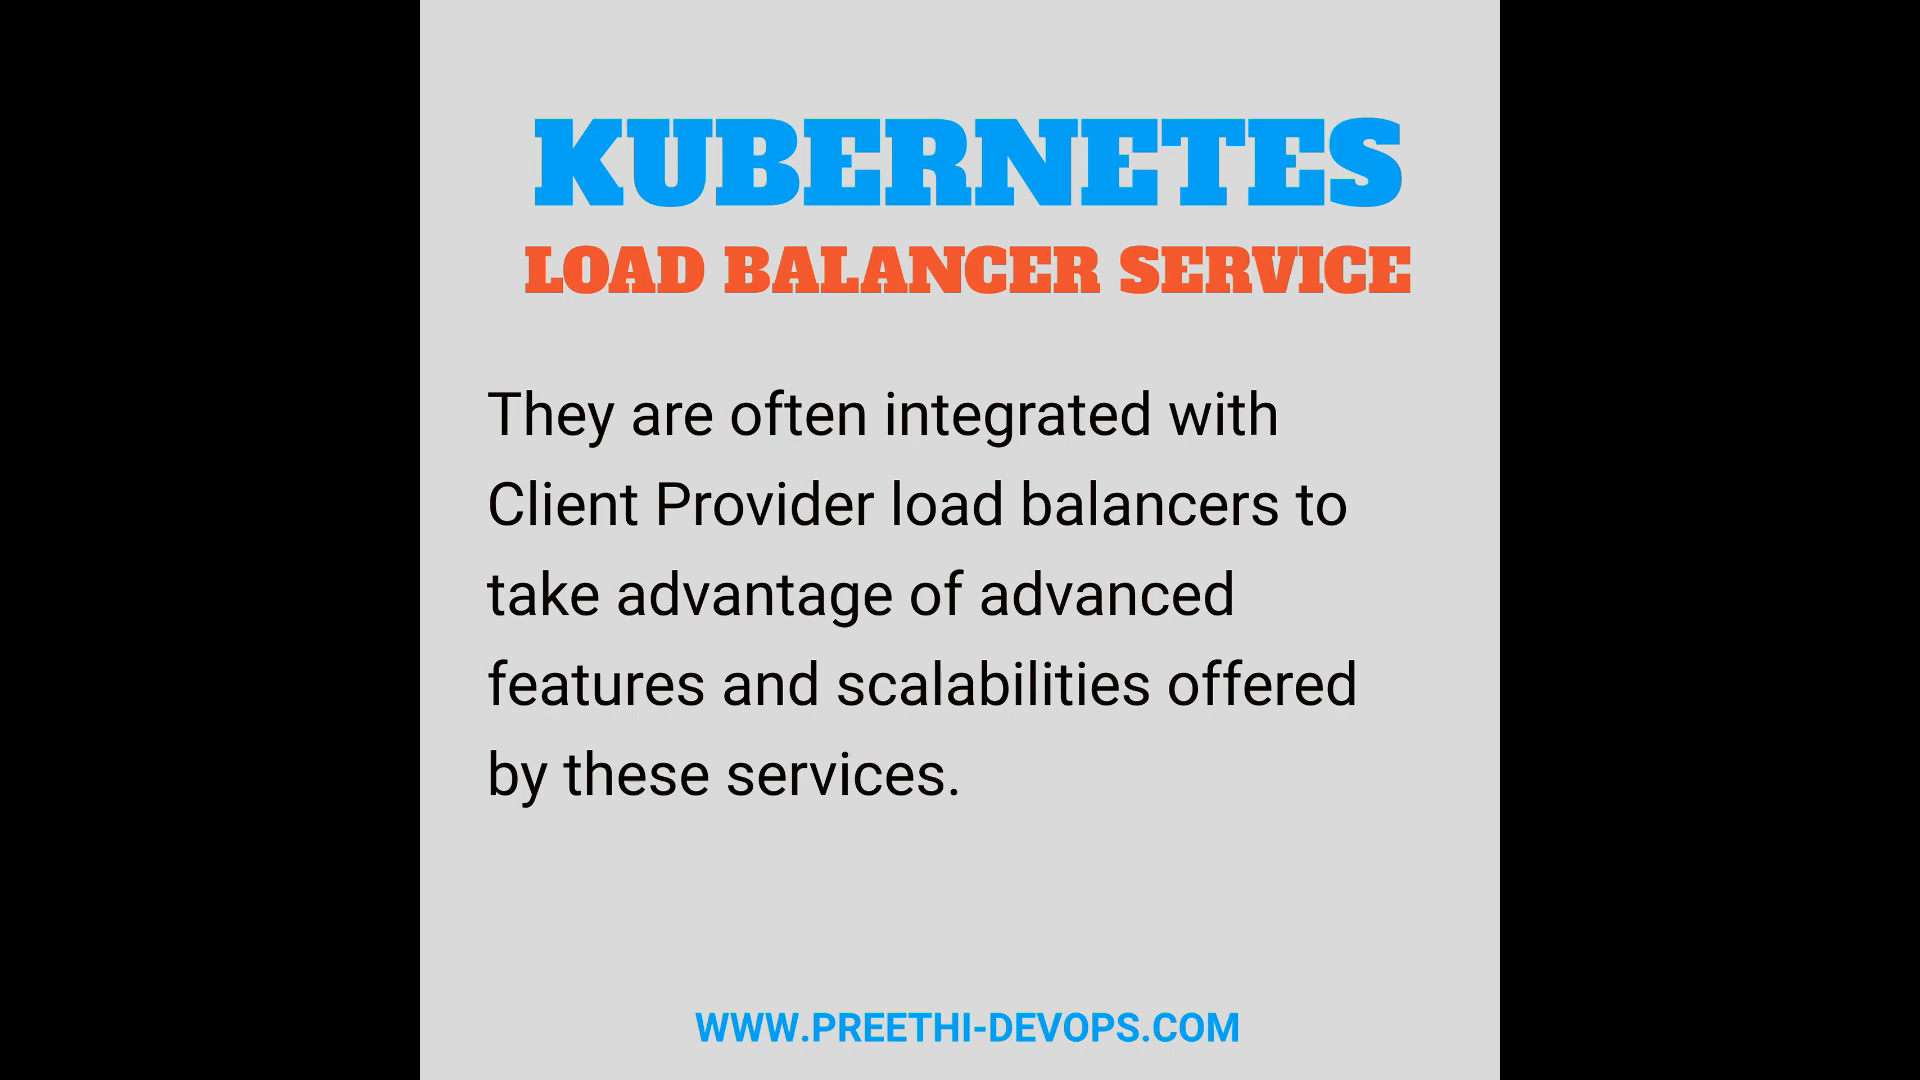 KUBERNETES
LOAD BALANCER SERVICE
They are often integrated with
Client Provider load balancers to
take advantage of advanced
features and scalabilities offered
by these services.
WWW.PREETHI-DEVOPS.COM